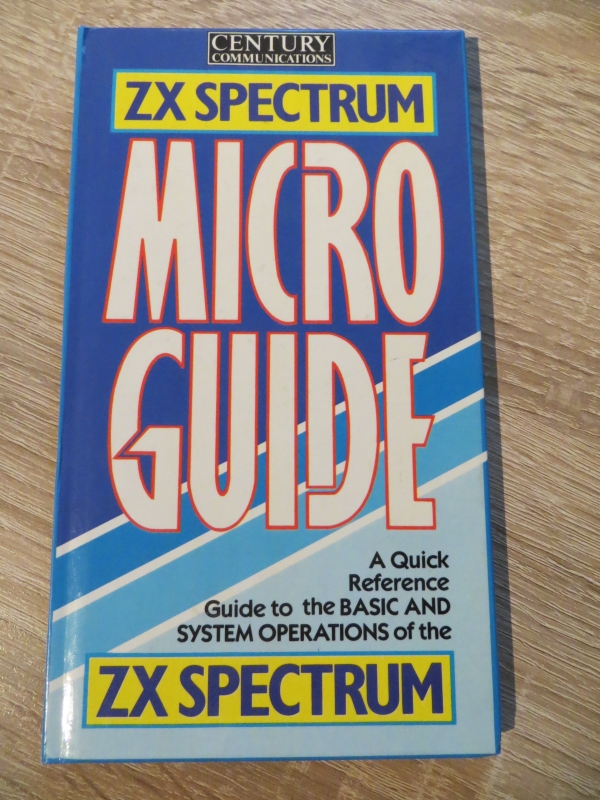 CENTURY
COMMUNICATIONS
ZX SPECTRUM
MICRO
GUIDE
A Quick
Reference
Guide to the BASIC AND
SYSTEM OPERATIONS of the
ZX SPECTRUM